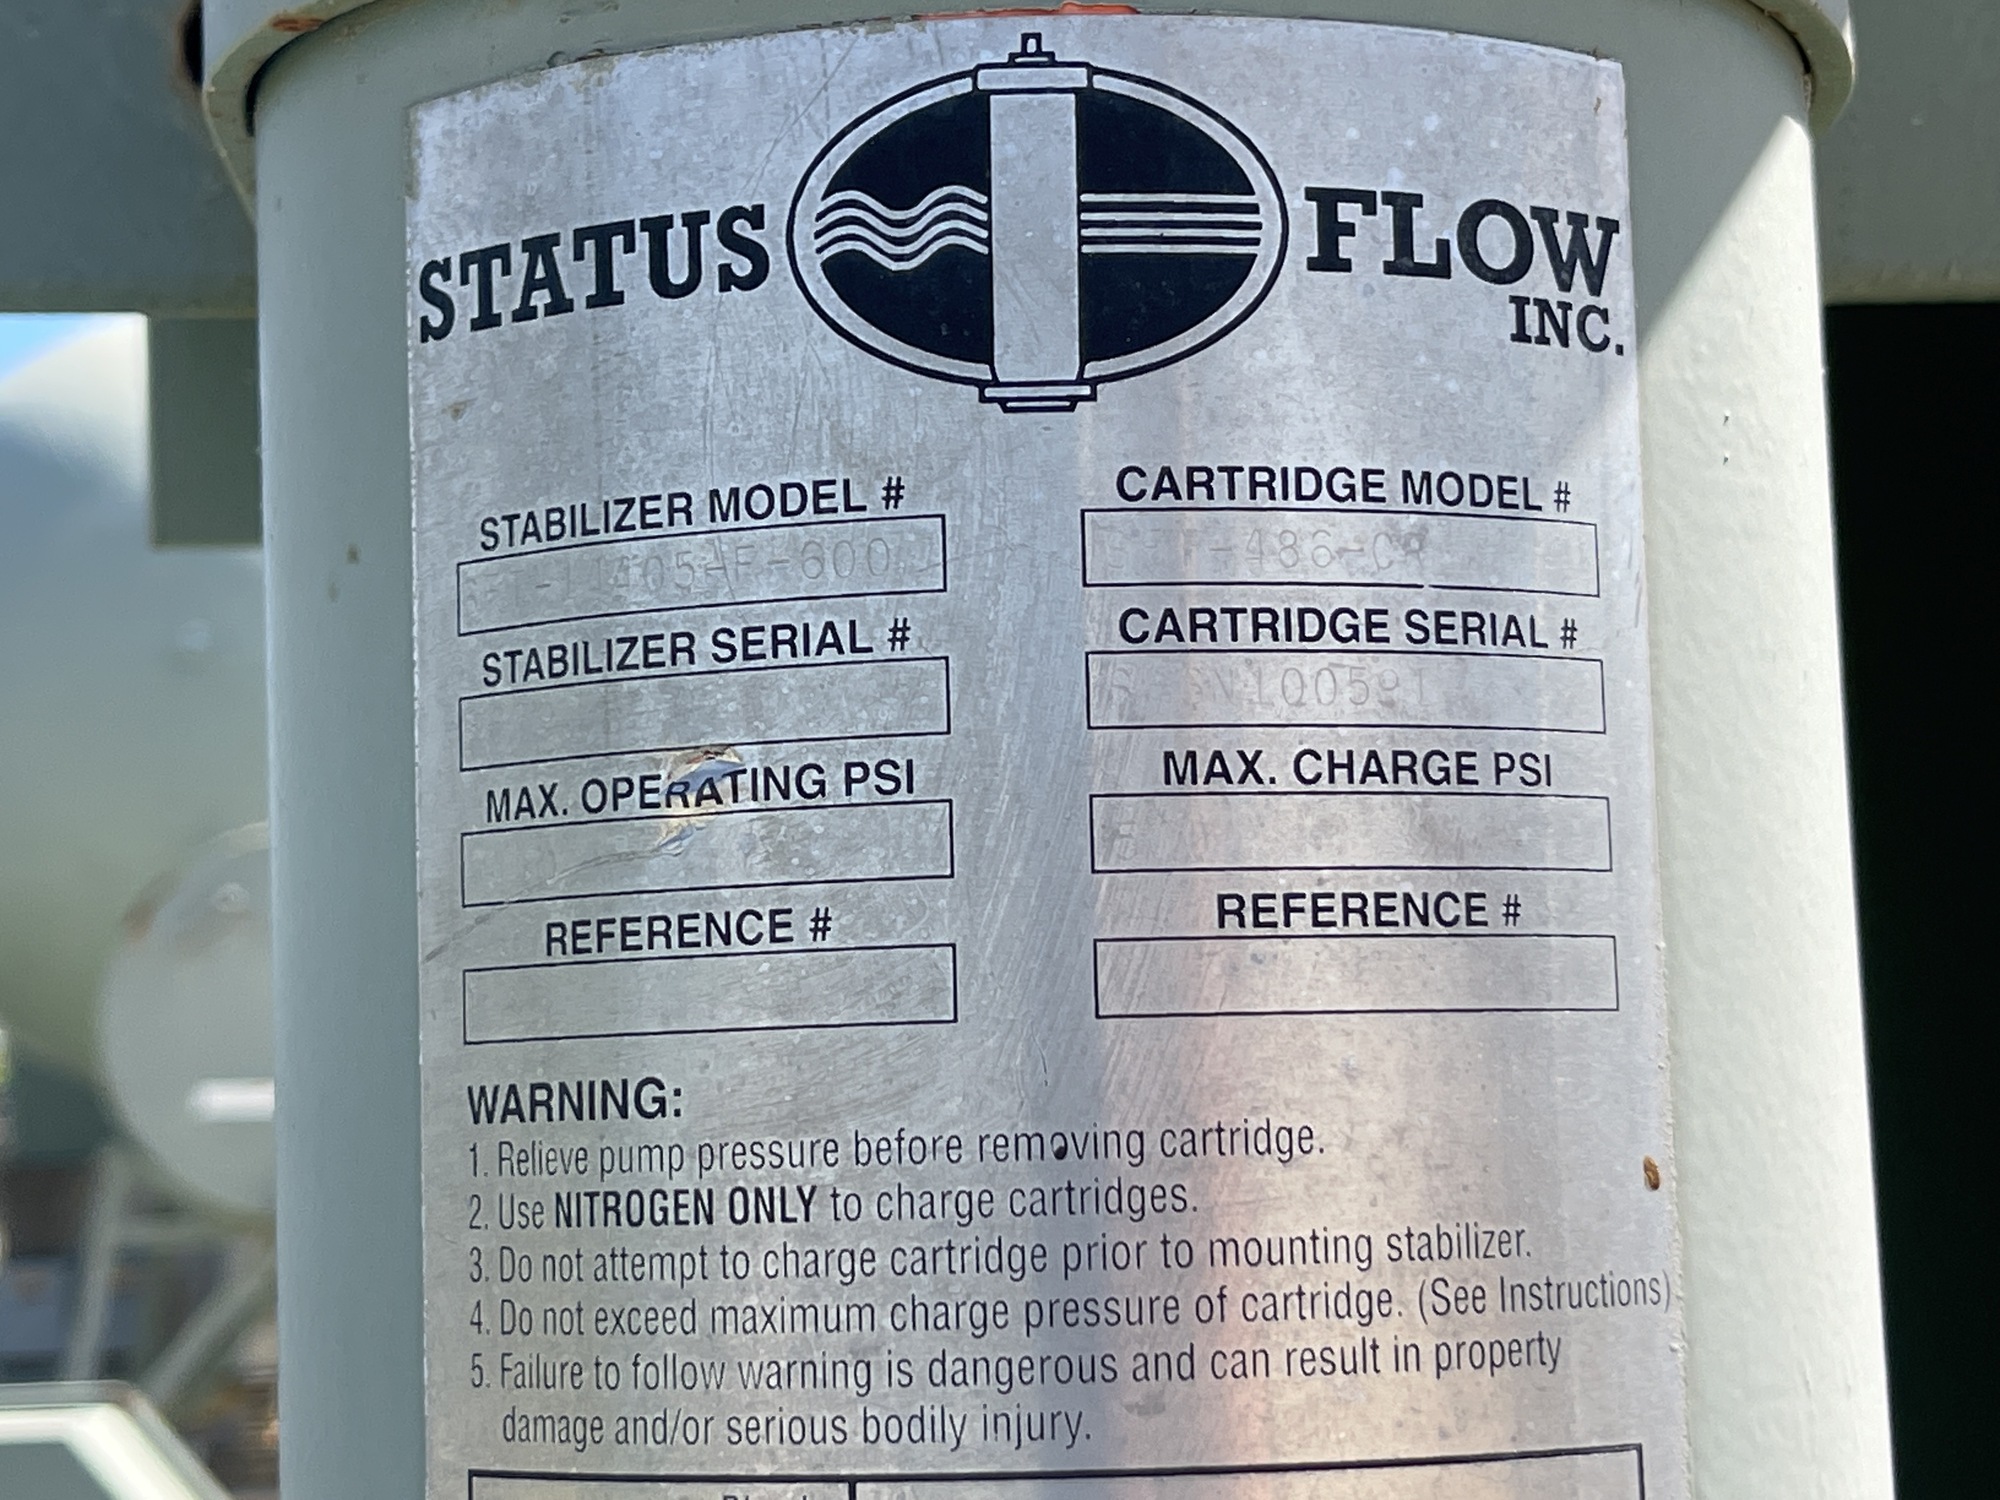 STATUS FLOW
INC.
STABILIZER MODEL # CARTRIDGE MODEL #
STABILIZER SERIAL # CARTRIDGE SERIAL #
MAX. OPERATING PSI MAX. CHARGE PSI
REFERENCE # REFERENCE #
WARNING:
1. Relieve pump pressure before removing cartridge.
2. Use NITROGEN ONLY to charge cartridges.
3. Do not attempt to charge cartridge prior to mounting stabilizer.
4. Do not exceed maximum charge pressure of cartridge. (See Instructions)
5. Failure to follow warning is dangerous and can result in property
damage and/or serious bodily injury.